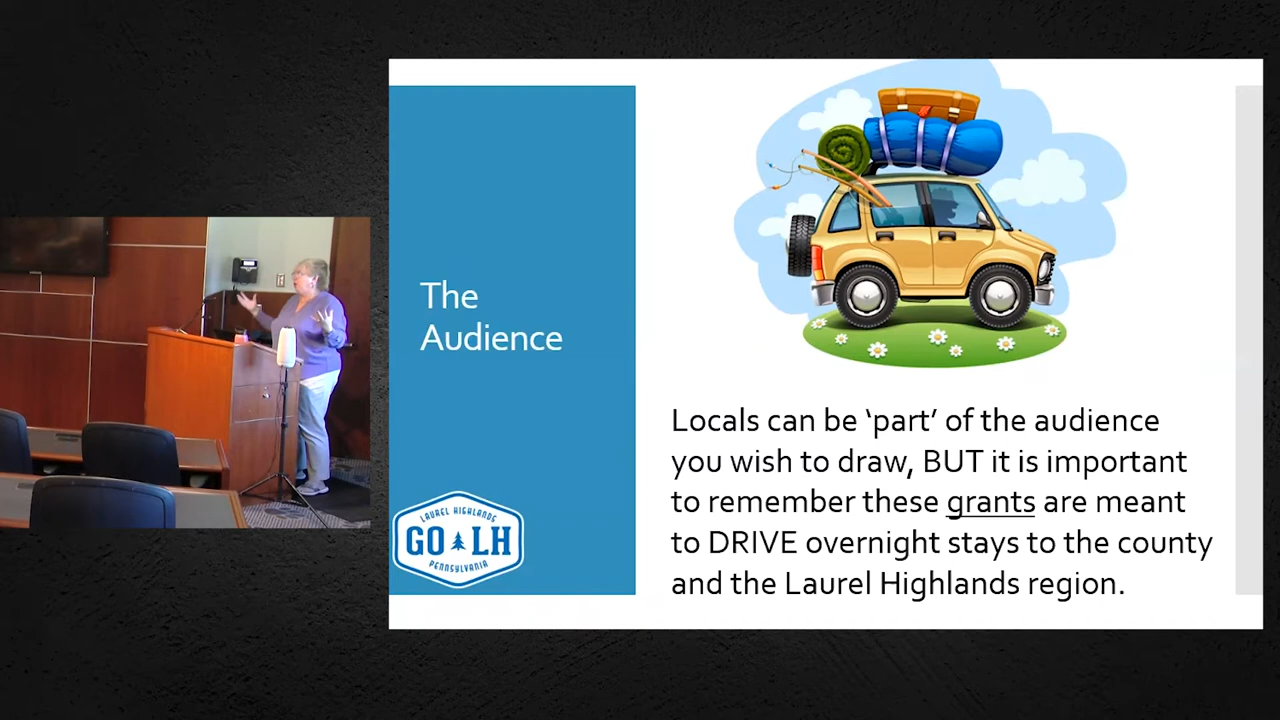 The
Audience
LAUREL HIGHLANDS
GO LH
PENNSYLVANIA
Locals can be ‘part’ of the audience
you wish to draw, BUT it is important
to remember these grants are meant
to DRIVE overnight stays to the county
and the Laurel Highlands region.